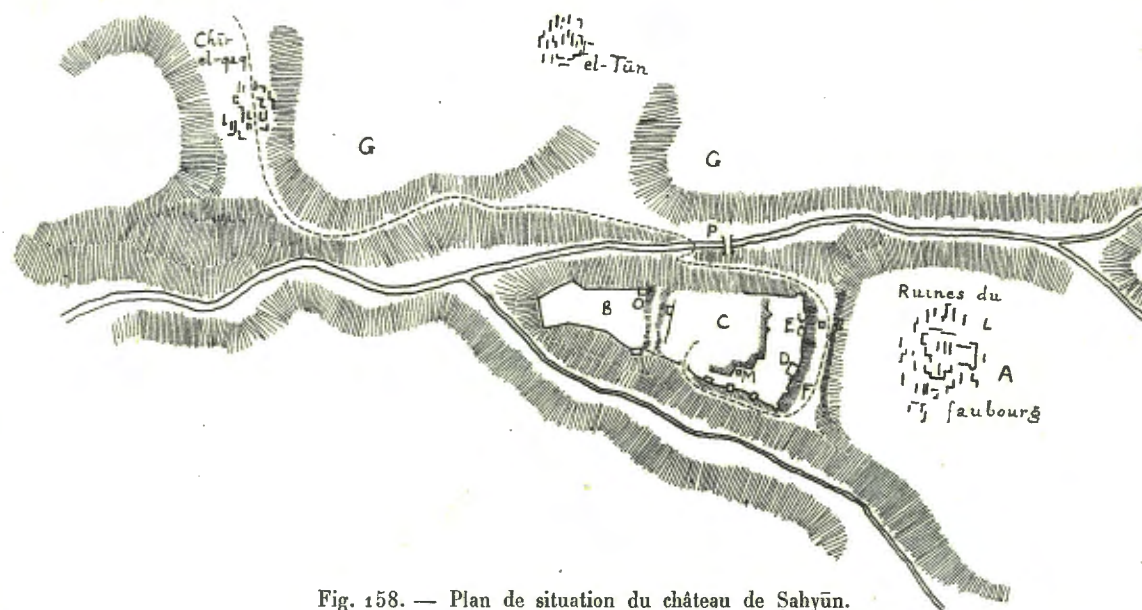 Chīr
el-qaq
el-Tūn
G
G
P
Ruines du
B
C
E
L
D
A
M
F
faubourg
Fig. 158. — Plan de situation du château de Sahyūn.